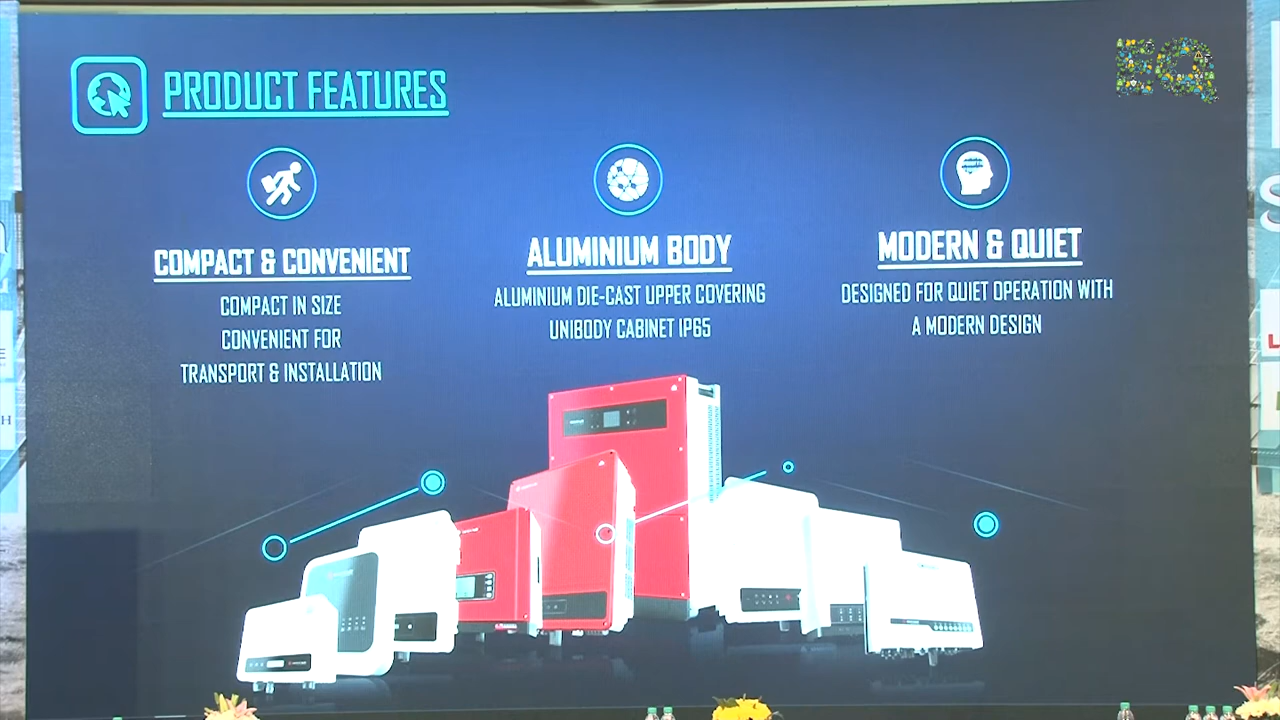 PRODUCT FEATURES
EQ
COMPACT & CONVENIENT
COMPACT IN SIZE
CONVENIENT FOR
TRANSPORT & INSTALLATION
ALUMINIUM BODY
ALUMINIUM DIE-CAST UPPER COVERING
UNIBODY CABINET IP65
MODERN & QUIET
DESIGNED FOR QUIET OPERATION WITH
A MODERN DESIGN